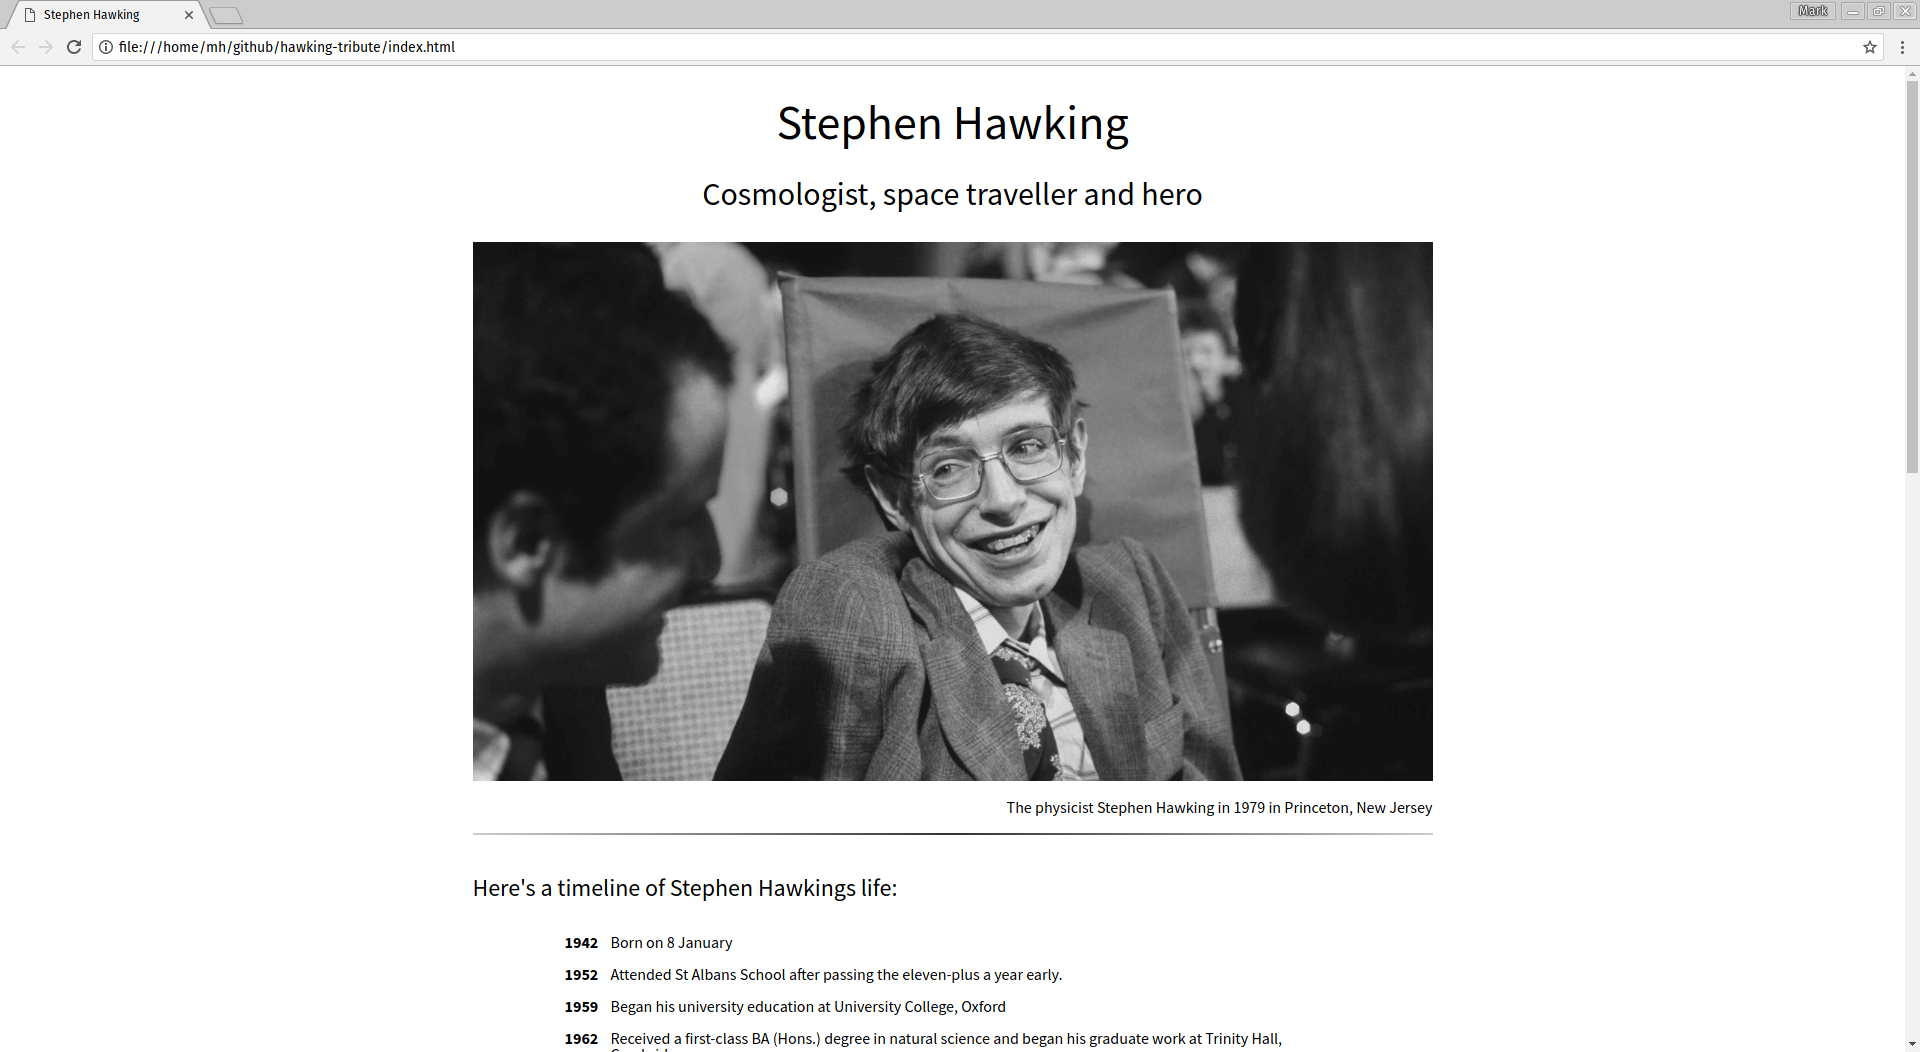 Stephen Hawking
Mark
file:///home/mh/github/hawking-tribute/index.html
Stephen Hawking
Cosmologist, space traveller and hero
The physicist Stephen Hawking in 1979 in Princeton, New Jersey
Here's a timeline of Stephen Hawkings life:
1942 Born on 8 January
1952 Attended St Albans School after passing the eleven-plus a year early.
1959 Began his university education at University College, Oxford
1962 Received a first-class BA (Hons.) degree in natural science and began his graduate work at Trinity Hall,